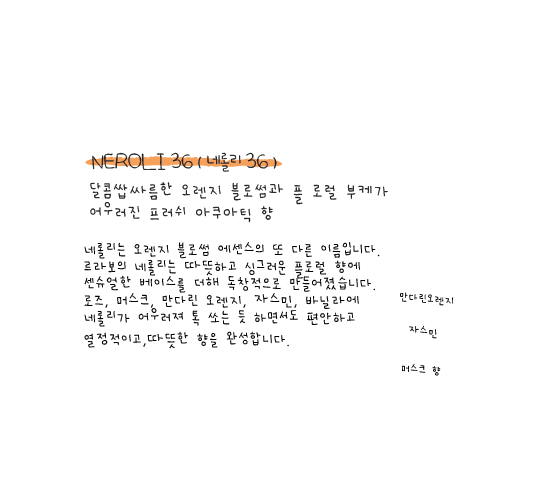 NEROLI 36 ( 네롤리 36 )
달콤쌉싸름한 오렌지 블로썸과 플로럴 부케가
어우러진 프러쉬 아쿠아틱 향
네롤리는 오렌지 블로썸 에센스의 또 다른 이름입니다.
르라보의 네롤리는 따뜻하고 싱그러운 플로럴 향에
센슈얼한 베이스를 더해 독창적으로 만들어졌습니다.
로즈, 머스크, 만다린 오렌지, 자스민, 바닐라에
네롤리가 어우러져 톡 쏘는 듯 하면서도 편안하고
열정적이고,따뜻한 향을 완성합니다.
만다린오렌지
자스민
머스크 향